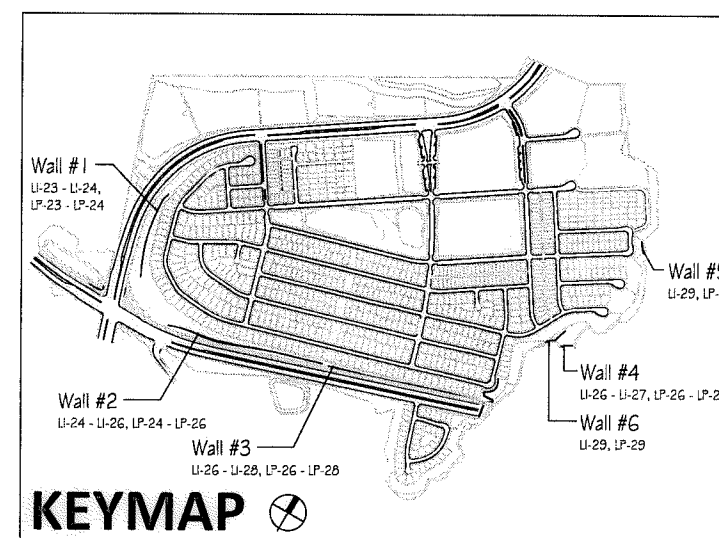 Wall #1
LI-23 - LI-24,
LP-23 - LP-24
Wall #5
LI-29, LP-
Wall #2
LI-24 - LI-26, LP-24 - LP-26
Wall #4
LI-26 - LI-27, LP-26 - LP-2
Wall #6
LI-29, LP-29
Wall #3
LI-26 - LI-28, LP-26 - LP-28
KEYMAP